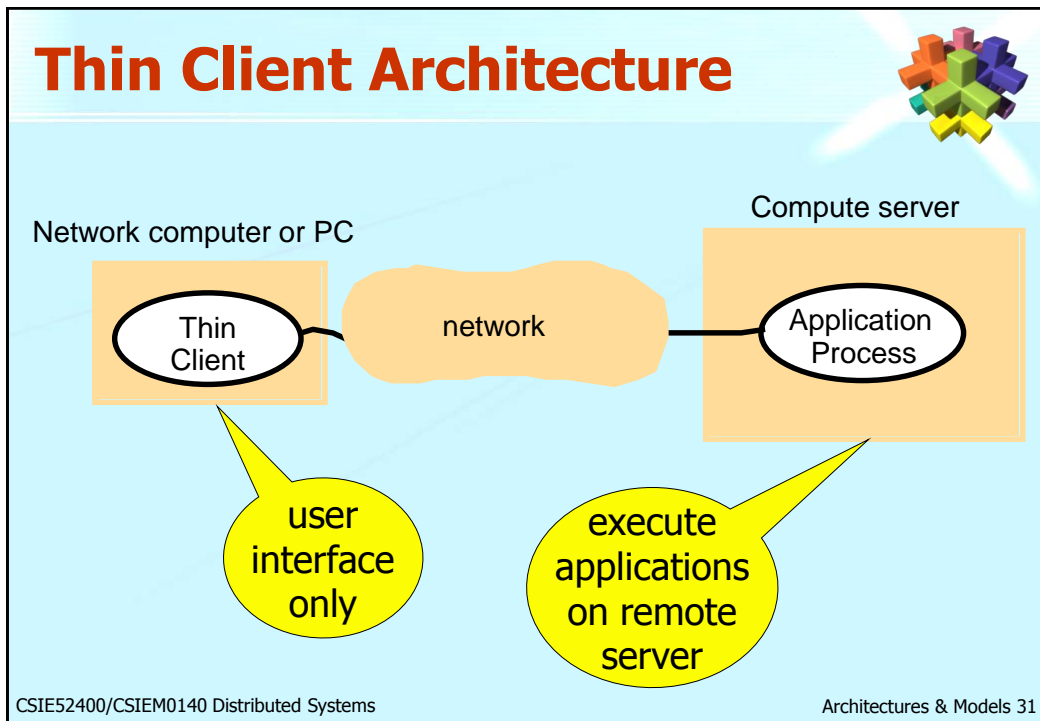 Thin Client Architecture
Network computer or PC
Compute server
Thin
Client
network
Application
Process
user
interface
only
execute
applications
on remote
server
CSIE52400/CSIEM0140 Distributed Systems
Architectures & Models 31